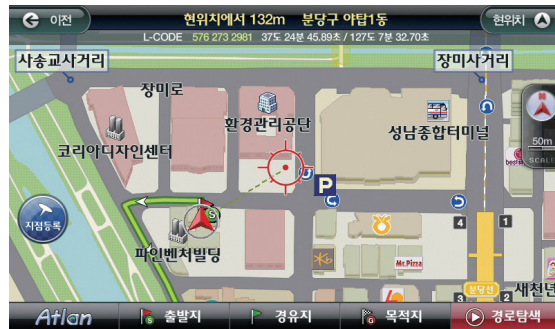 이전
현위치에서 132m 분당구 야탑1동
현위치
L-CODE 576 273 2981 37도 24분 45.89초 / 127도 7분 32.70초
사송교사거리
장미사거리
장미로
환경관리공단
성남종합터미널
코리아디자인센터
50m
SCALE
P
지점등록
S
파인벤처빌딩
4
1
Mr.Pizza
분당선
새천년
3
2
Atlan
출발지
경유지
목적지
경로탐색